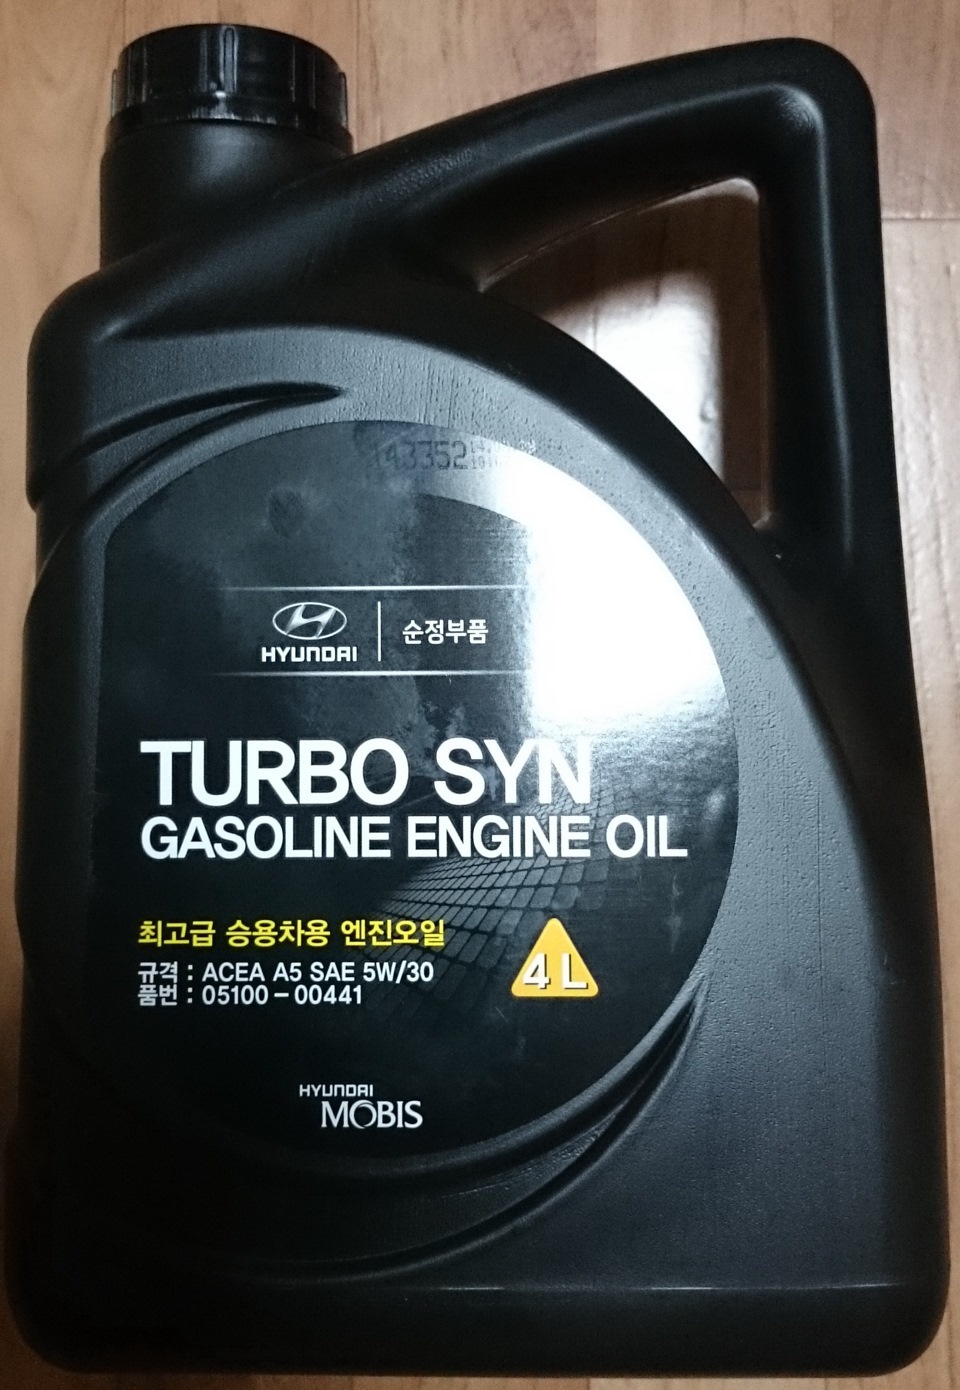 143352
HYUNDAI
순정부품
TURBO SYN
GASOLINE ENGINE OIL
최고급 승용차용 엔진오일
규격 : ACEA A5 SAE 5W/30
품번 : 05100-00441
4 L
HYUNDAI
MOBIS